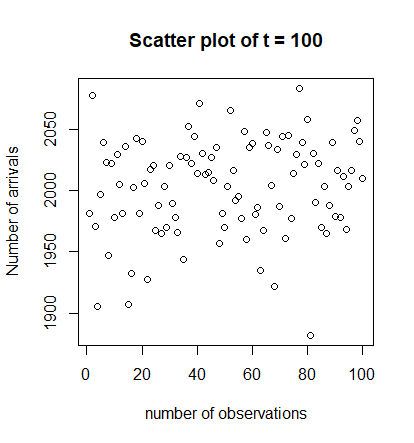 Scatter plot of t = 100
Number of arrivals
2050
2000
1950
1900
0 20 40 60 80 100
number of observations